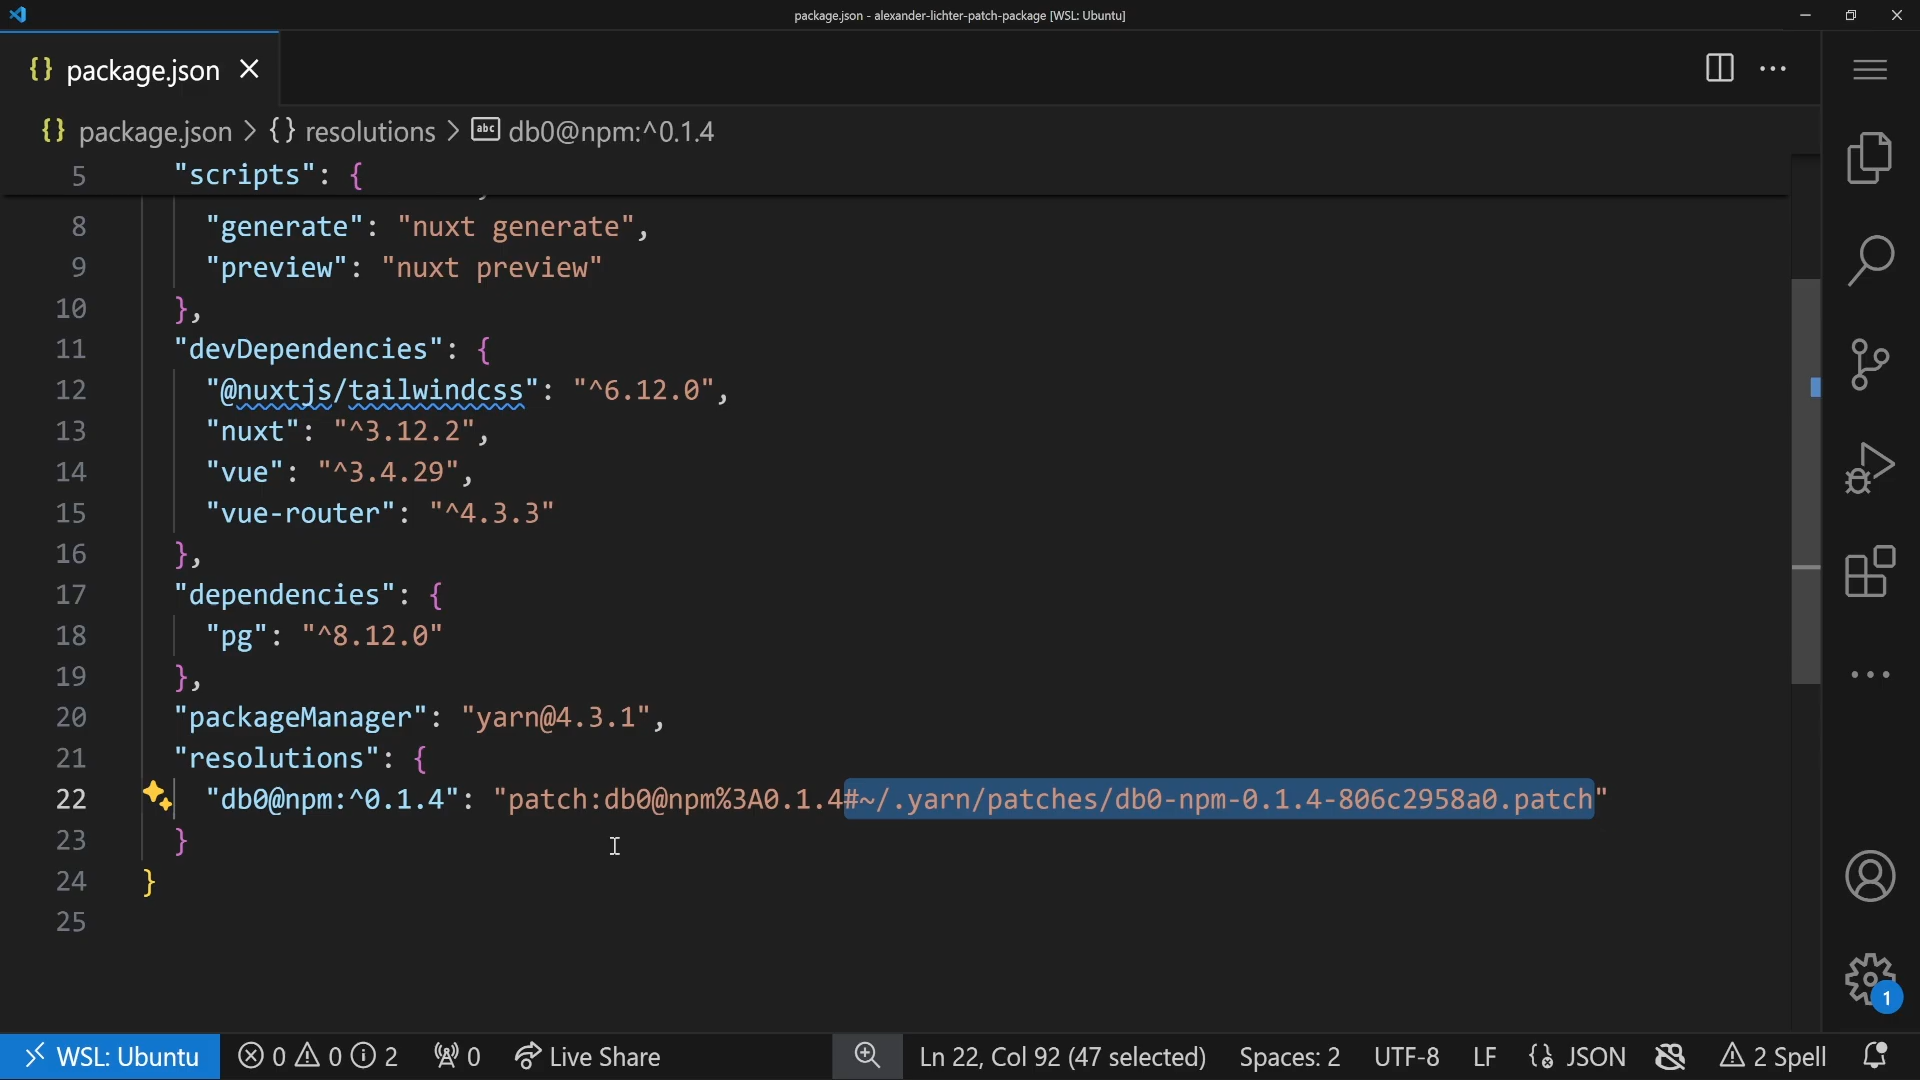 package.json - alexander-lichter-patch-package [WSL: Ubuntu]
{} package.json
{} package.json > {} resolutions > abc db0@npm:^0.1.4
5 "scripts": {
8 "generate": "nuxt generate",
9 "preview": "nuxt preview"
10 },
11 "devDependencies": {
12 "@nuxtjs/tailwindcss": "^6.12.0",
13 "nuxt": "^3.12.2",
14 "vue": "^3.4.29",
15 "vue-router": "^4.3.3"
16 },
17 "dependencies": {
18 "pg": "^8.12.0"
19 },
20 "packageManager": "yarn@4.3.1",
21 "resolutions": {
22 "db0@npm:^0.1.4": "patch:db0@npm%3A0.1.4#~/.yarn/patches/db0-npm-0.1.4-806c2958a0.patch"
23 }
24 }
25
1
WSL: Ubuntu 0 0 2 0 Live Share Ln 22, Col 92 (47 selected) Spaces: 2 UTF-8 LF JSON 2 Spell